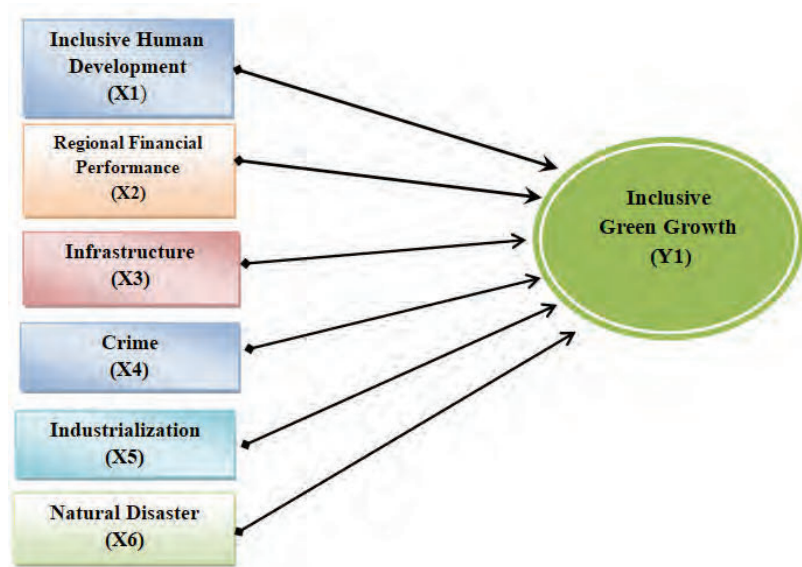 Inclusive Human
Development
(X1)
Regional Financial
Performance
(X2)
Infrastructure
(X3)
Crime
(X4)
Industrialization
(X5)
Natural Disaster
(X6)
Inclusive
Green Growth
(Y1)